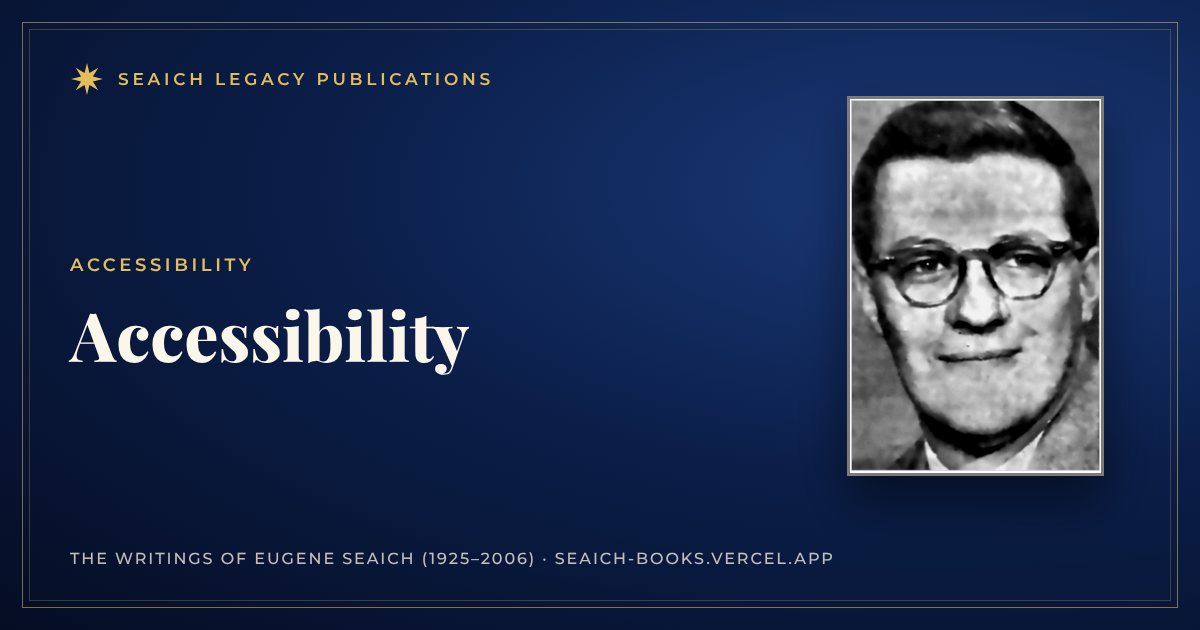 SEAICH LEGACY PUBLICATIONS
ACCESSIBILITY
Accessibility
THE WRITINGS OF EUGENE SEAICH (1925–2006) · SEAICH-BOOKS.VERCEL.APP